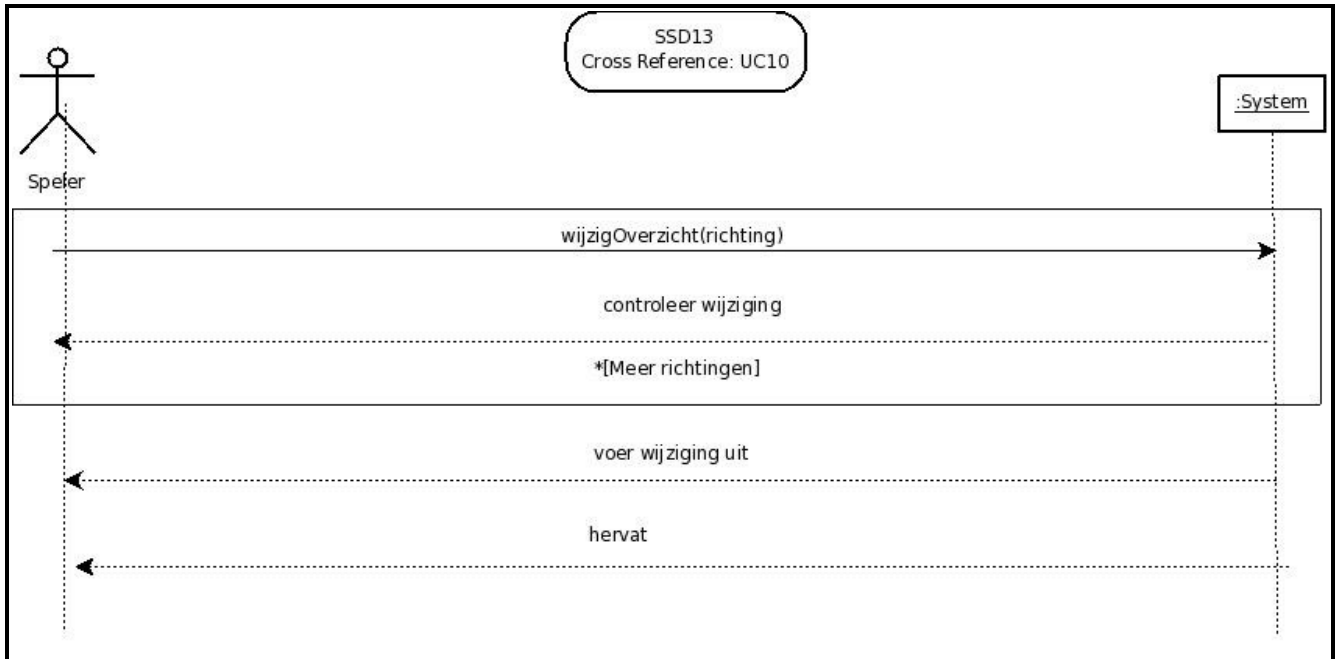 SSD13
Cross Reference: UC10
:System
Speler
wijzigOverzicht(richting)
controleer wijziging
*[Meer richtingen]
voer wijziging uit
hervat